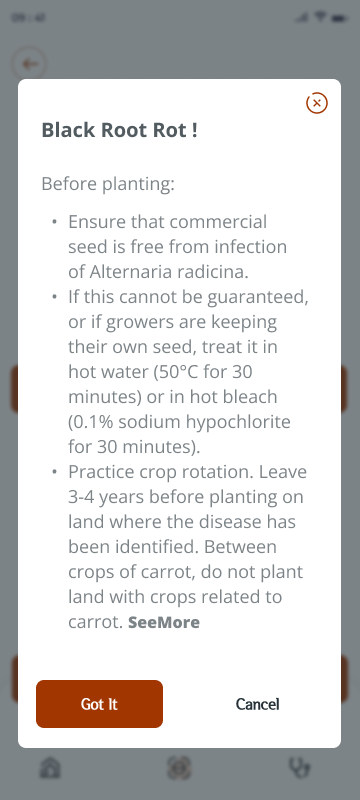 09:41
Black Root Rot !
Before planting:
• Ensure that commercial
seed is free from infection
of Alternaria radicina.
• If this cannot be guaranteed,
or if growers are keeping
their own seed, treat it in
hot water (50°C for 30
minutes) or in hot bleach
(0.1% sodium hypochlorite
for 30 minutes).
• Practice crop rotation. Leave
3-4 years before planting on
land where the disease has
been identified. Between
crops of carrot, do not plant
land with crops related to
carrot. SeeMore
Got It
Cancel